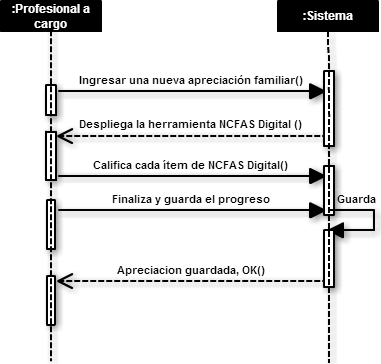 :Profesional a
cargo
:Sistema
Ingresar una nueva apreciación familiar()
Despliega la herramienta NCFAS Digital ()
Califica cada ítem de NCFAS Digital()
Finaliza y guarda el progreso
Guarda
Apreciacion guardada, OK()